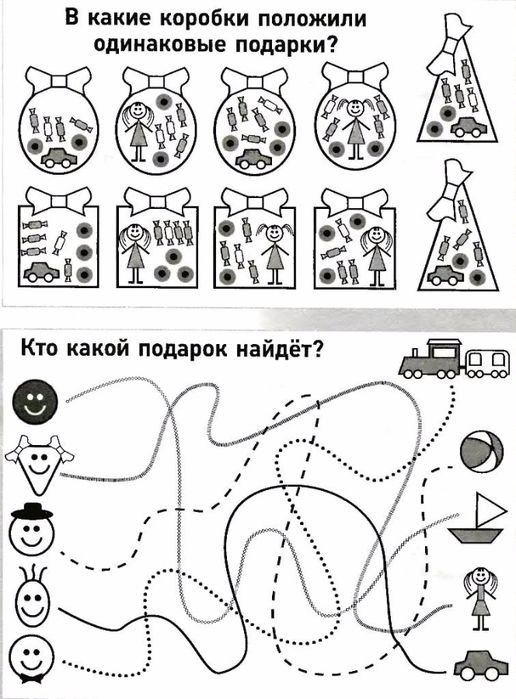 В какие коробки положили
одинаковые подарки?
Кто какой подарок найдёт?